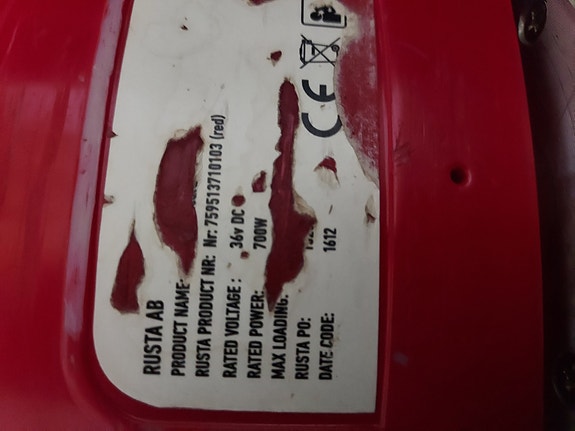 RUSTA AB
PRODUCT NAME
RUSTA PRODUCT NR: Nr: 759513710103 (red)
RATED VOLTAGE : 36v DC
RATED POWER: 700W
MAX LOADING:
RUSTA PO:
DATE CODE: 1612
CE